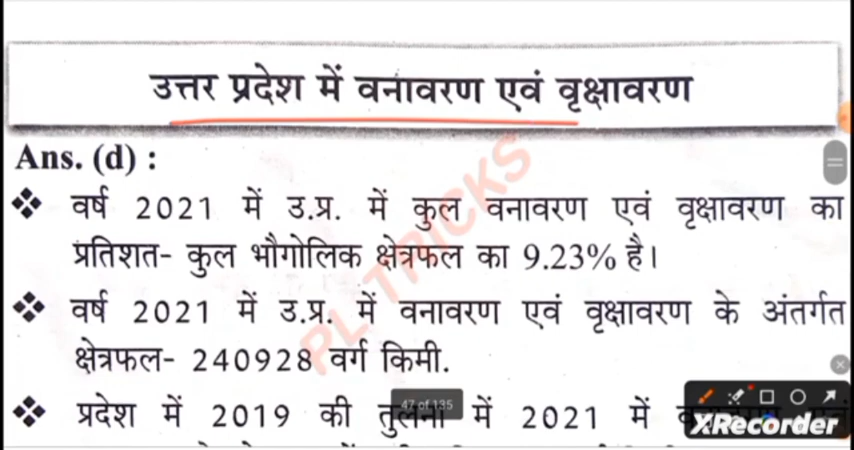 उत्तर प्रदेश में वनावरण एवं वृक्षावरण
Ans. (d) :
❖ वर्ष 2021 में उ.प्र. में कुल वनावरण एवं वृक्षावरण का
प्रतिशत- कुल भौगोलिक क्षेत्रफल का 9.23% है।
❖ वर्ष 2021 में उ.प्र. में वनावरण एवं वृक्षावरण के अंतर्गत
क्षेत्रफल- 240928 वर्ग किमी.
❖ प्रदेश में 2019 की तुलना में 2021 में
47 of 135
XRecorder
PL TRICKS